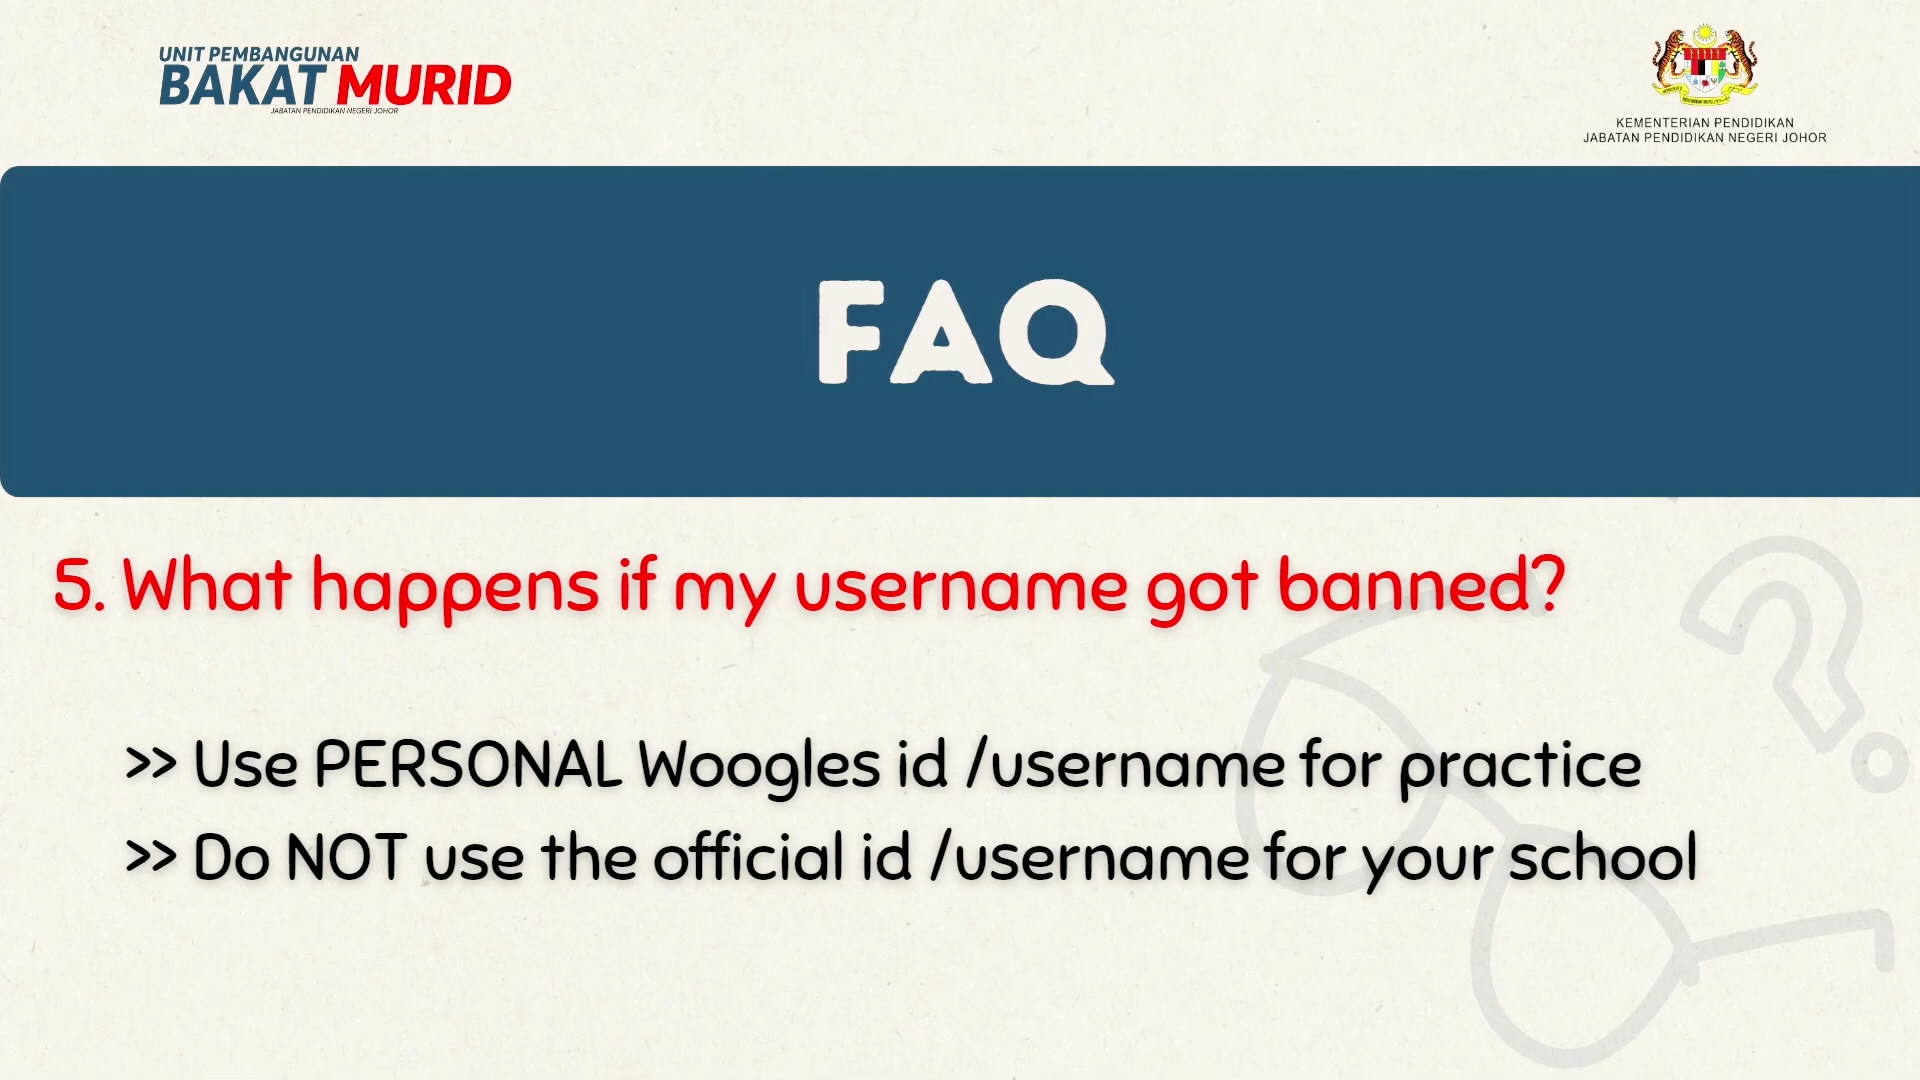 UNIT PEMBANGUNAN
BAKAT MURID
JABATAN PENDIDIKAN NEGERI JOHOR
KEMENTERIAN PENDIDIKAN
JABATAN PENDIDIKAN NEGERI JOHOR
FAQ
5. What happens if my username got banned?
>> Use PERSONAL Woogles id /username for practice
>> Do NOT use the official id /username for your school